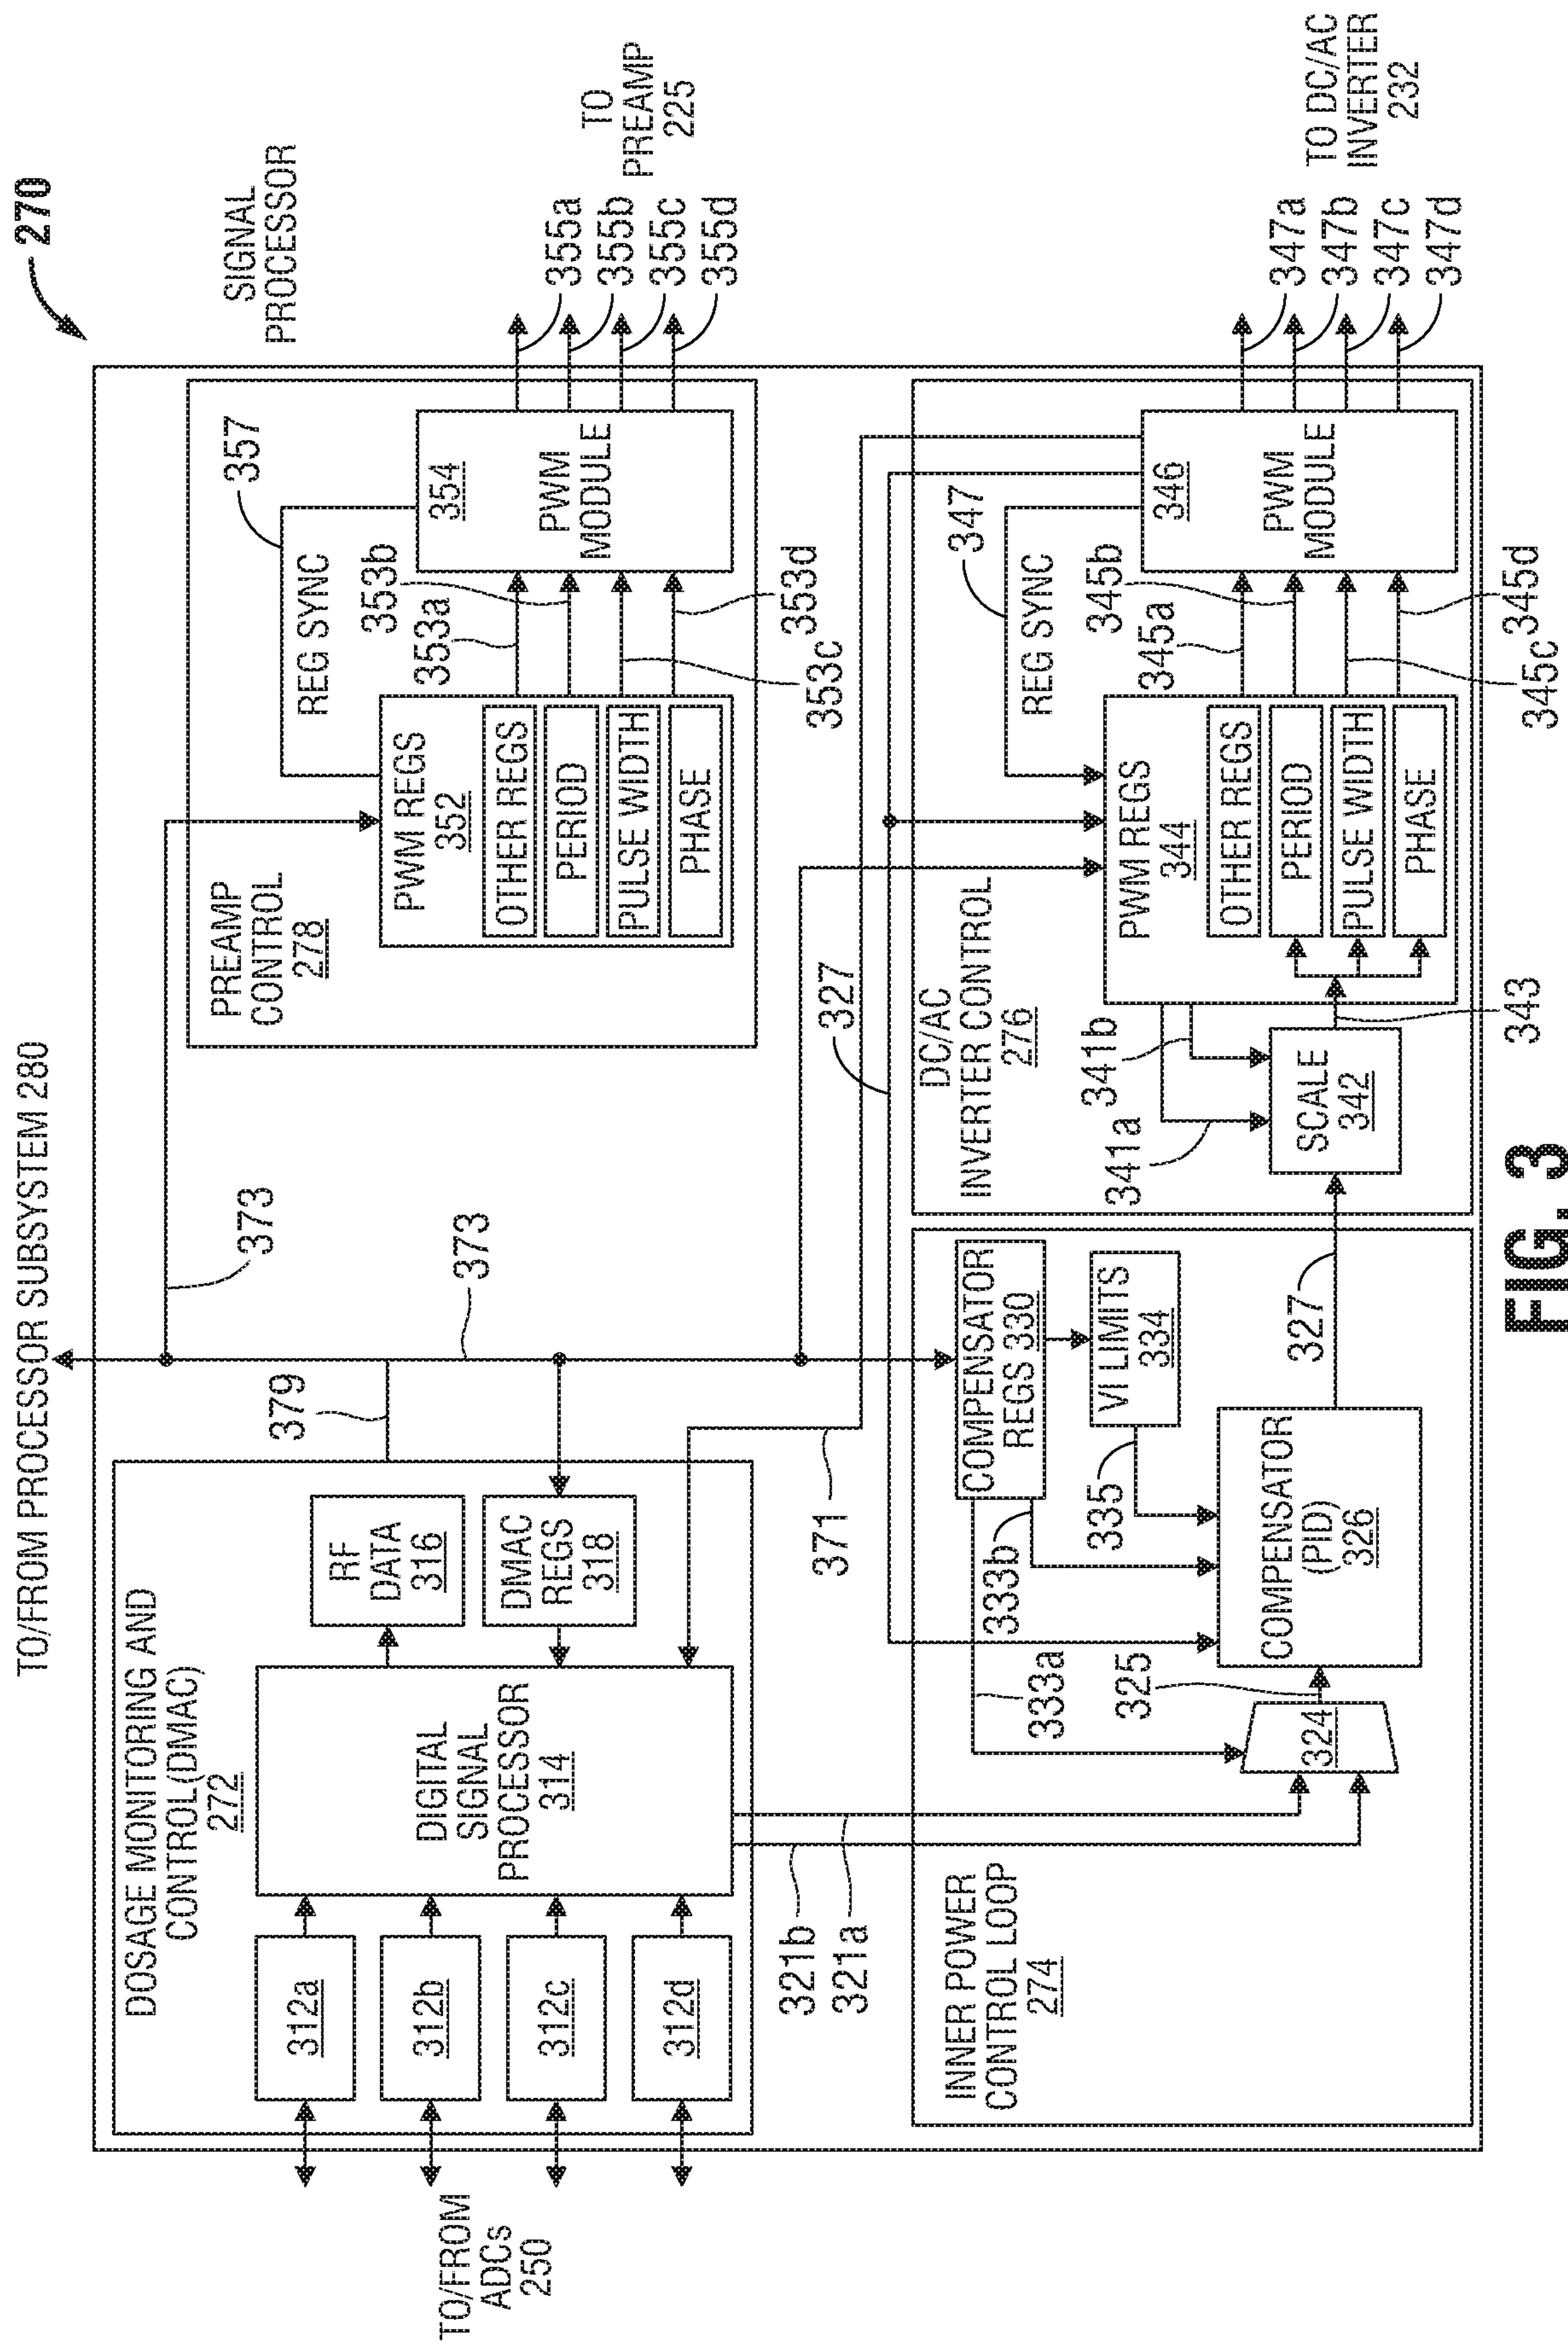 270
SIGNAL
PROCESSOR
TO/FROM PROCESSOR SUBSYSTEM 280
DOSAGE MONITORING AND
CONTROL(DMAC)
272
312a
312b
312c
312d
TO/FROM
ADCs
250
DIGITAL
SIGNAL
PROCESSOR
314
RF
DATA
316
DMAC
REGS
318
379
373
373
371
321b
321a
PREAMP
CONTROL
278
PWM REGS
352
OTHER REGS
PERIOD
PULSE WIDTH
PHASE
REG SYNC
357
353a
353b
353c
353d
354
PWM
MODULE
355a
355b
355c
355d
TO
PREAMP
225
INNER POWER
CONTROL LOOP
274
324
325
333a
333b
335
COMPENSATOR
REGS 330
VI LIMITS
334
COMPENSATOR
(PID)
326
327
327
DC/AC
INVERTER CONTROL
276
341a
341b
SCALE
342
343
PWM REGS
344
OTHER REGS
PERIOD
PULSE WIDTH
PHASE
REG SYNC
347
345a
345b
345c
345d
346
PWM
MODULE
347a
347b
347c
347d
TO DC/AC
INVERTER
232
FIG. 3